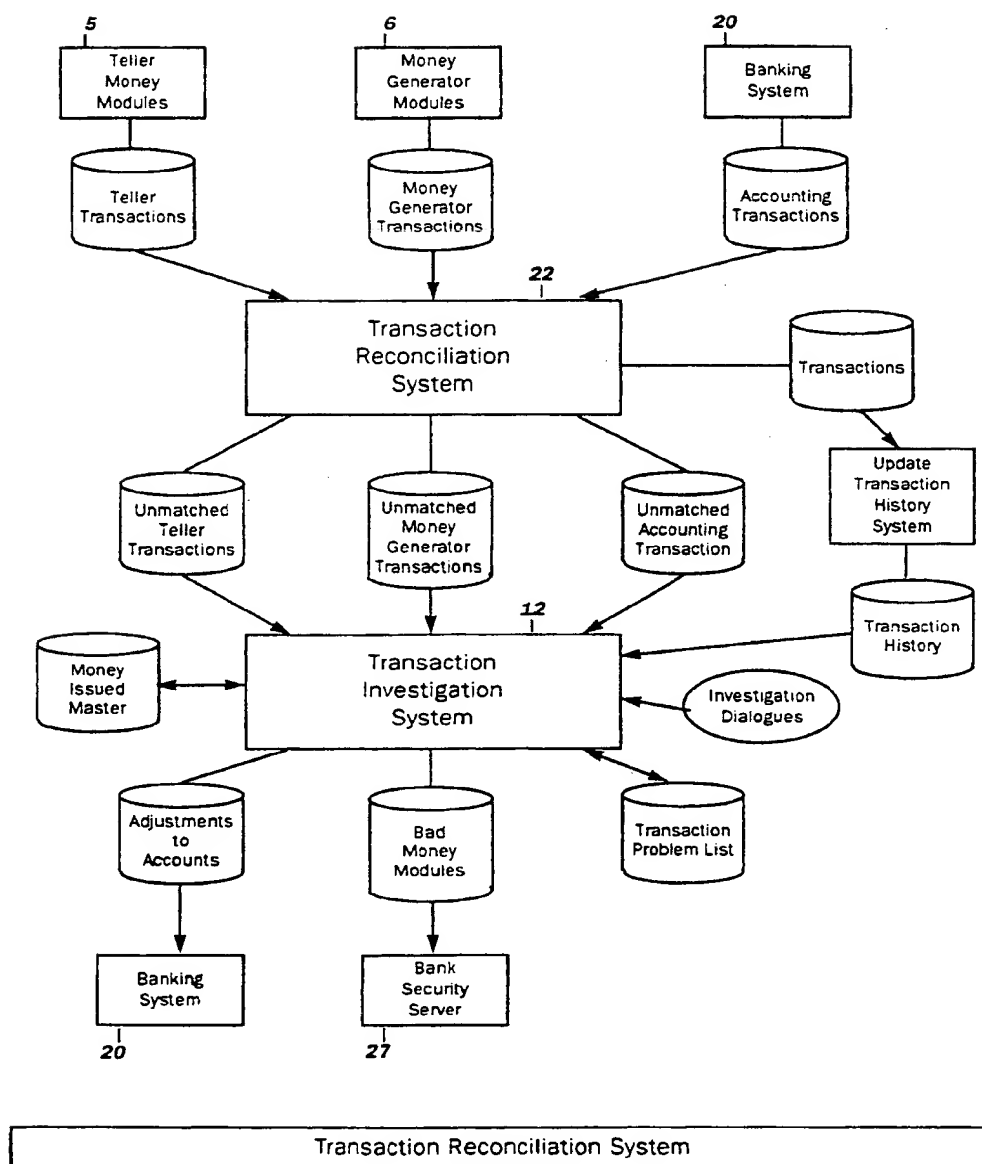 5
6
20
Teller
Money
Modules
Money
Generator
Modules
Banking
System
Teller
Transactions
Money
Generator
Transactions
Accounting
Transactions
22
Transaction
Reconciliation
System
Transactions
Unmatched
Teller
Transactions
Unmatched
Money
Generator
Transactions
Unmatched
Accounting
Transaction
Update
Transaction
History
System
12
Transaction
History
Money
Issued
Master
Transaction
Investigation
System
Investigation
Dialogues
Adjustments
to
Accounts
Bad
Money
Modules
Transaction
Problem List
Banking
System
Bank
Security
Server
20
27
Transaction Reconciliation System